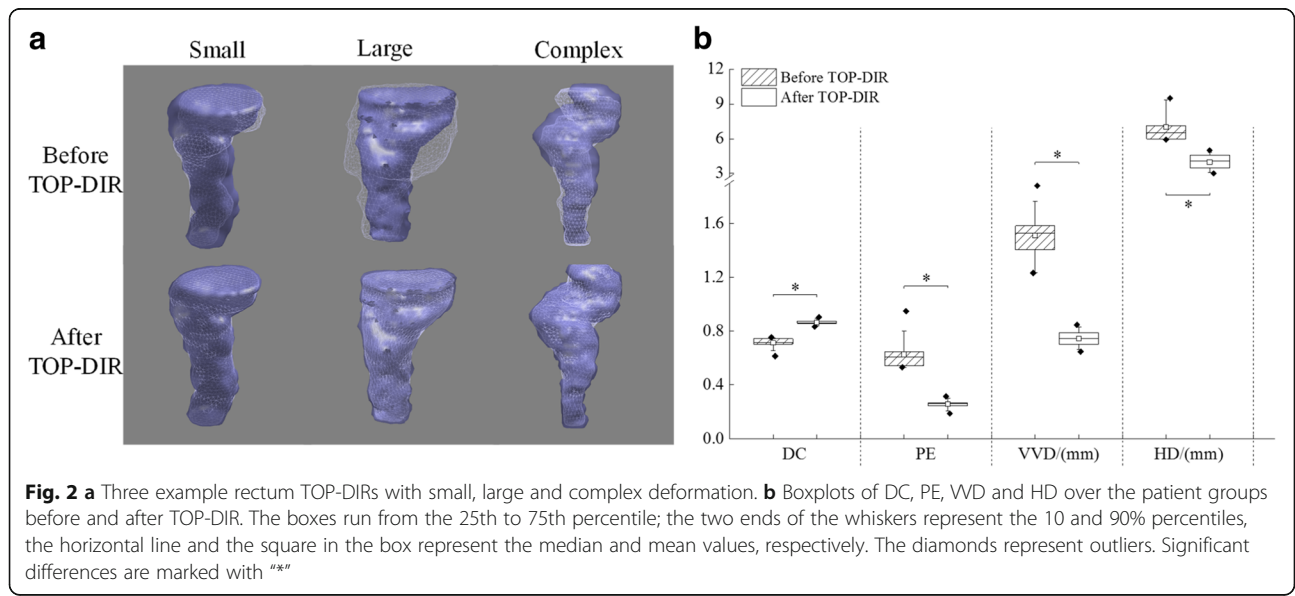 a
Small Large Complex
Before
TOP-DIR
After
TOP-DIR
b
12
9
6
3
1.6
1.2
0.8
0.4
0.0
Before TOP-DIR
After TOP-DIR
*
*
*
*
DC PE VVD/(mm) HD/(mm)
Fig. 2 a Three example rectum TOP-DIRs with small, large and complex deformation. b Boxplots of DC, PE, VVD and HD over the patient groups
before and after TOP-DIR. The boxes run from the 25th to 75th percentile; the two ends of the whiskers represent the 10 and 90% percentiles,
the horizontal line and the square in the box represent the median and mean values, respectively. The diamonds represent outliers. Significant
differences are marked with “*”